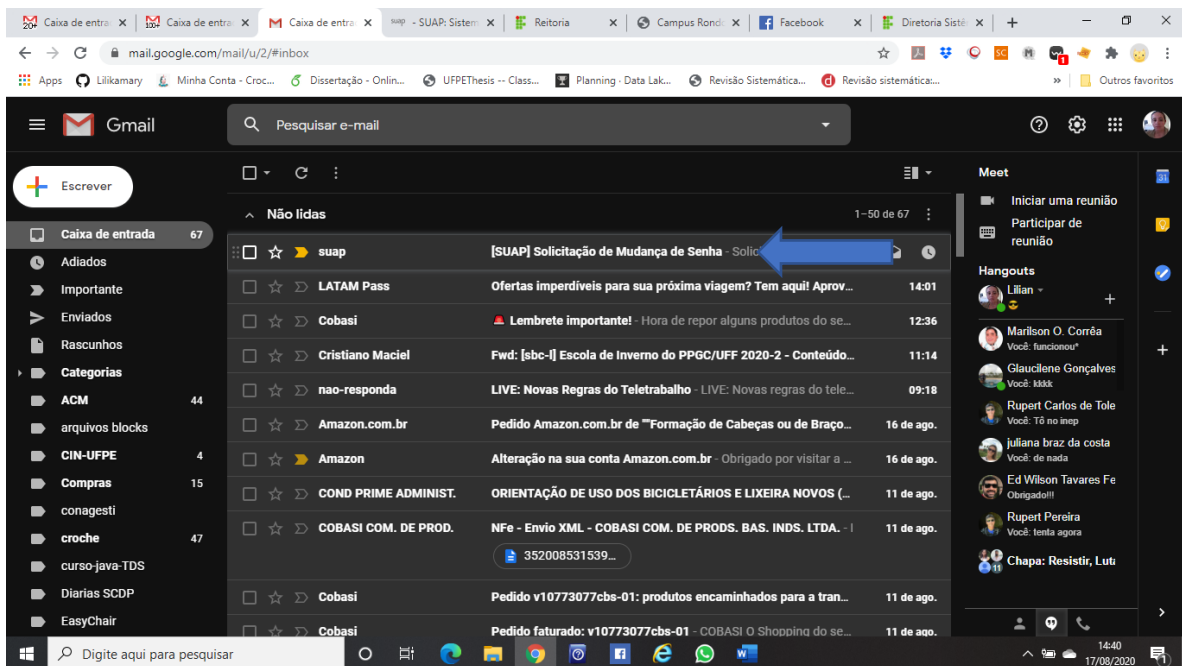 Caixa de entra
Caixa de entra
Caixa de entra
suap - SUAP: Sistem
Reitoria
Campus Rondo
Facebook
Diretoria Sistê
mail.google.com/mail/u/2/#inbox
Apps
Lilikamary
Minha Conta - Croc...
Dissertação - Onlin...
UFPEThesis -- Class...
Planning - Data Lak...
Revisão Sistemática...
Revisão sistemática:...
»
Outros favoritos
Gmail
Pesquisar e-mail
Escrever
Caixa de entrada 67
Adiados
Importante
Enviados
Rascunhos
Categorias
ACM 44
arquivos blocks
CIN-UFPE 4
Compras 15
conagesti
croche 47
curso-java-TDS
Diarias SCDP
EasyChair
Não lidas 1–50 de 67
suap [SUAP] Solicitação de Mudança de Senha - Solic
LATAM Pass Ofertas imperdíveis para sua próxima viagem? Tem aqui! Aprov... 14:01
Cobasi 🚨 Lembrete importante! - Hora de repor alguns produtos do se... 12:36
Cristiano Maciel Fwd: [sbc-l] Escola de Inverno do PPGC/UFF 2020-2 - Conteúdo... 11:14
nao-responda LIVE: Novas Regras do Teletrabalho - LIVE: Novas regras do tele... 09:18
Amazon.com.br Pedido Amazon.com.br de ""Formação de Cabeças ou de Braço... 16 de ago.
Amazon Alteração na sua conta Amazon.com.br - Obrigado por visitar a ... 16 de ago.
COND PRIME ADMINIST. ORIENTAÇÃO DE USO DOS BICICLETÁRIOS E LIXEIRA NOVOS (... 11 de ago.
COBASI COM. DE PROD. NFe - Envio XML - COBASI COM. DE PRODS. BAS. INDS. LTDA. - 11 de ago.
352008531539...
Cobasi Pedido v10773077cbs-01: produtos encaminhados para a tran... 11 de ago.
Cobasi Pedido faturado: v10773077cbs-01 - COBASI O Shopping do se... 11 de ago.
Meet
Iniciar uma reunião
Participar de
reunião
Hangouts
Lilian
Marilson O. Corrêa
Você: funcionou*
Glaucilene Gonçalves
Você: kkkk
Rupert Carlos de Tole
Você: Tô no inep
juliana braz da costa
Você: de nada
Ed Wilson Tavares Fe
Obrigado!!!
Rupert Pereira
Você: tenta agora
Chapa: Resistir, Luta
11
31
Digite aqui para pesquisar
14:40
17/08/2020